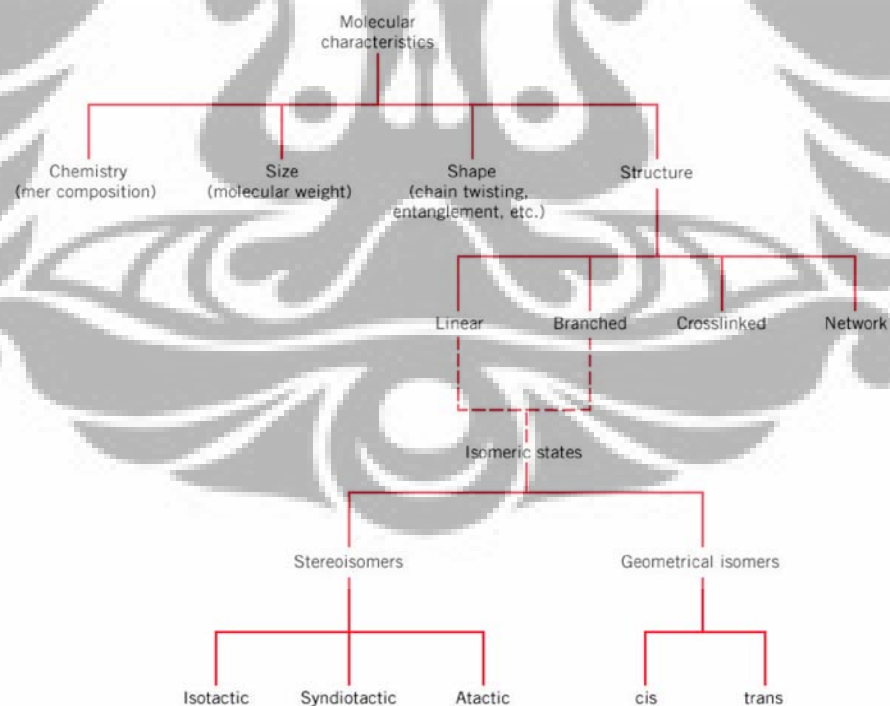 Molecular
characteristics
Chemistry
(mer composition)
Size
(molecular weight)
Shape
(chain twisting,
entanglement, etc.)
Structure
Linear
Branched
Crosslinked
Network
Isomeric states
Stereoisomers
Geometrical isomers
Isotactic
Syndiotactic
Atactic
cis
trans